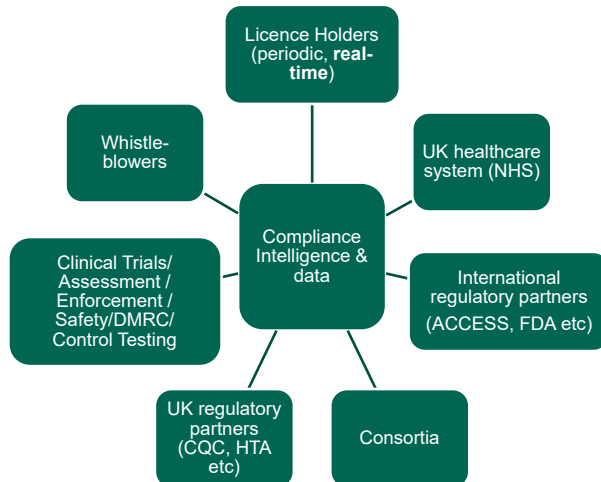 Licence Holders
(periodic, real-
time)
Whistle-
blowers
UK healthcare
system (NHS)
Compliance
Intelligence &
data
Clinical Trials/
Assessment /
Enforcement /
Safety/DMRC/
Control Testing
International
regulatory partners
(ACCESS, FDA etc)
UK regulatory
partners
(CQC, HTA
etc)
Consortia